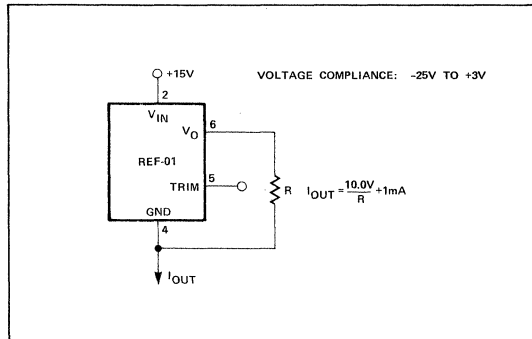 +15V
VOLTAGE COMPLIANCE: -25V TO +3V
2
VIN
6
VO
REF-01
5
TRIM
R IOUT = 10.0V/R +1mA
GND
4
IOUT